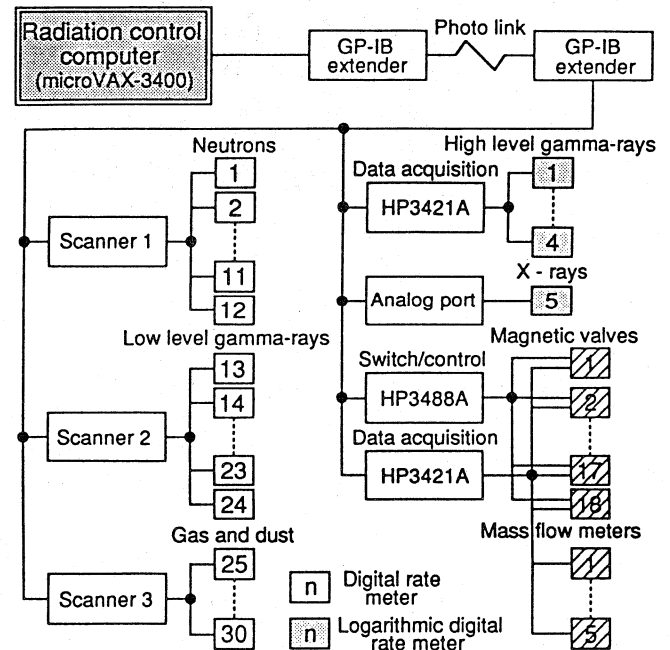 Radiation control
computer
(microVAX-3400)
GP-IB
extender
Photo link
GP-IB
extender
Neutrons
1
2
11
12
Scanner 1
Low level gamma-rays
13
14
23
24
Scanner 2
Gas and dust
25
30
Scanner 3
High level gamma-rays
Data acquisition
HP3421A
1
4
X - rays
Analog port
5
Magnetic valves
Switch/control
HP3488A
1
2
17
18
Data acquisition
HP3421A
Mass flow meters
1
5
n
Digital rate
meter
n
Logarithmic digital
rate meter